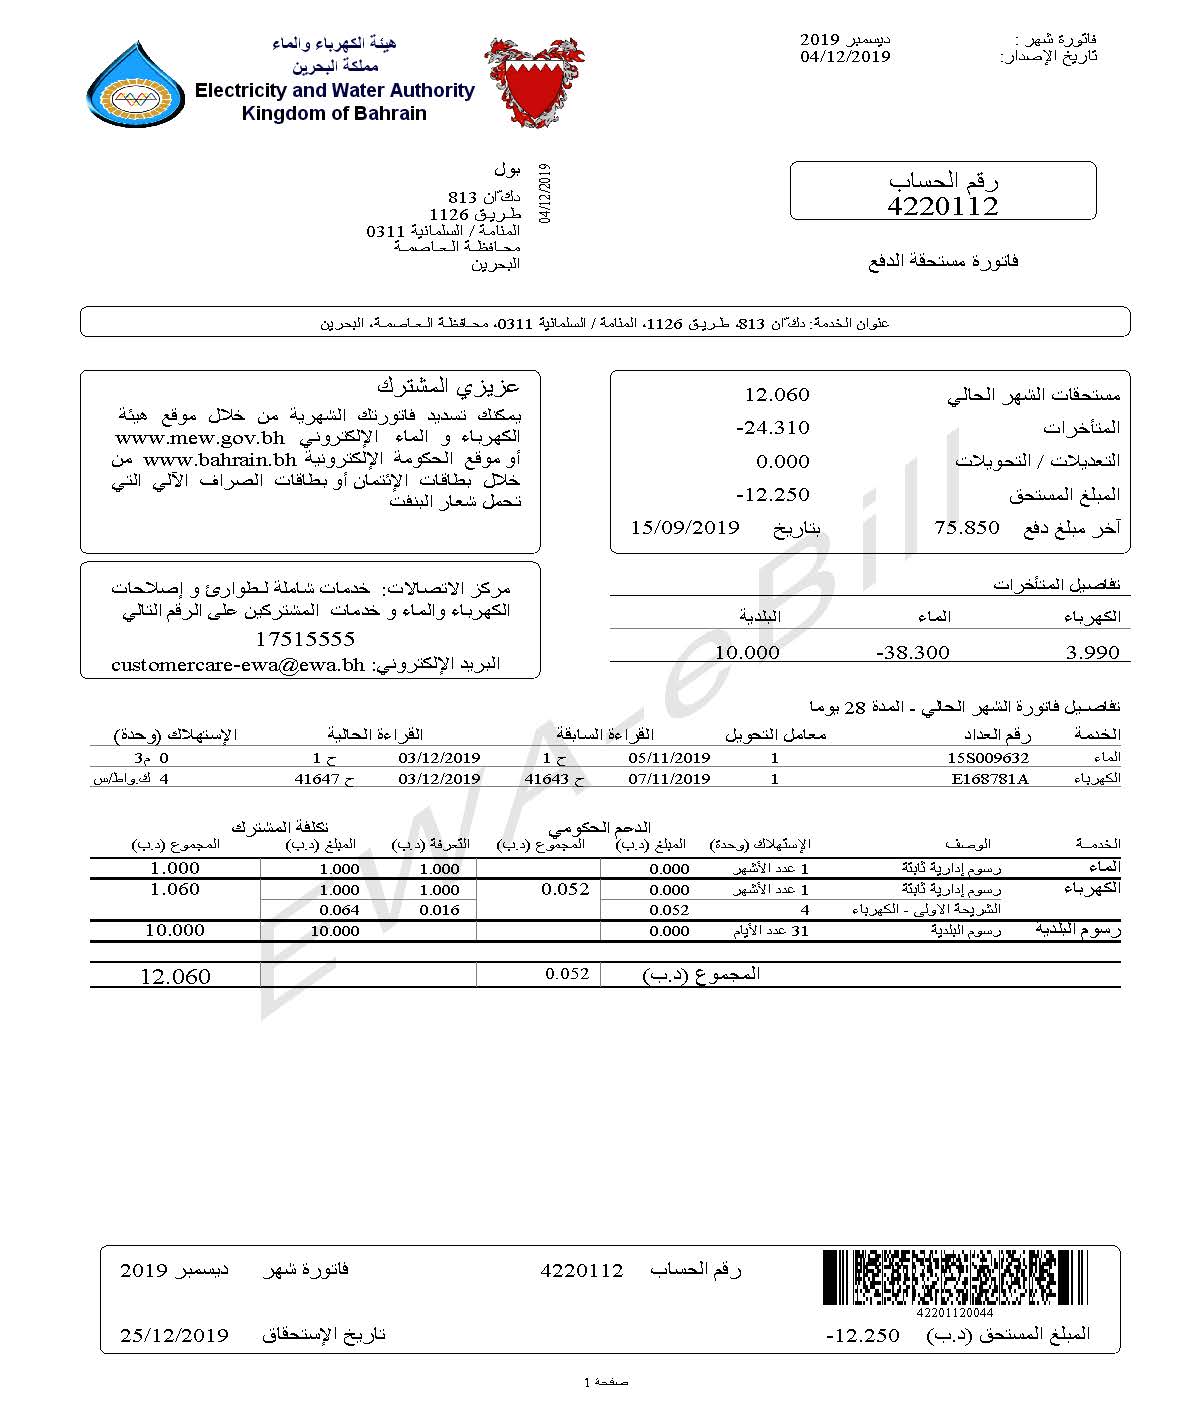 هيئة الكهرباء والماء
مملكة البحرين
Electricity and Water Authority
Kingdom of Bahrain
فاتورة شهر : ديسمبر 2019
تاريخ الإصدار: 04/12/2019
بول
دكّان 813
طريق 1126
المنامة / السلمانية 0311
محافظة العاصمة
البحرين
04/12/2019
رقم الحساب
4220112
فاتورة مستحقة الدفع
عنوان الخدمة: دكّان 813، طريق 1126، المنامة / السلمانية 0311، محافظة العاصمة، البحرين
مستحقات الشهر الحالي 12.060
المتأخرات -24.310
التعديلات / التحويلات 0.000
المبلغ المستحق -12.250
آخر مبلغ دفع 75.850 بتاريخ 15/09/2019
عزيزي المشترك
يمكنك تسديد فاتورتك الشهرية من خلال موقع هيئة
الكهرباء و الماء الإلكتروني www.mew.gov.bh
أو موقع الحكومة الإلكترونية www.bahrain.bh من
خلال بطاقات الإئتمان أو بطاقات الصراف الآلي التي
تحمل شعار البنفت
مركز الاتصالات: خدمات شاملة لطوارئ و إصلاحات
الكهرباء والماء و خدمات المشتركين على الرقم التالي
17515555
البريد الإلكتروني: customercare-ewa@ewa.bh
تفاصيل المتأخرات
الكهرباء الماء البلدية
3.990 -38.300 10.000
تفاصيل فاتورة الشهر الحالي - المدة 28 يوما
الخدمة رقم العداد معامل التحويل القراءة السابقة القراءة الحالية الإستهلاك (وحدة)
الماء 15S009632 1 05/11/2019 ح 1 03/12/2019 ح 1 0 م3
الكهرباء E168781A 1 07/11/2019 ح 41643 03/12/2019 ح 41647 4 ك.واط/س
الدعم الحكومي تكلفة المشترك
الخدمة الوصف الإستهلاك (وحدة) المبلغ (د.ب) المجموع (د.ب) التعرفة (د.ب) المبلغ (د.ب) المجموع (د.ب)
الماء رسوم إدارية ثابتة 1 عدد الأشهر 0.000 1.000 1.000 1.000
الكهرباء رسوم إدارية ثابتة 1 عدد الأشهر 0.000 0.052 1.000 1.000 1.060
الشريحة الاولى - الكهرباء 4 0.052 0.016 0.064
رسوم البلدية رسوم البلدية 31 عدد الأيام 0.000 10.000 10.000
المجموع (د.ب) 0.052 12.060
EWA-eBill
رقم الحساب 4220112 فاتورة شهر ديسمبر 2019
42201120044
المبلغ المستحق (د.ب) -12.250 تاريخ الإستحقاق 25/12/2019
صفحة 1